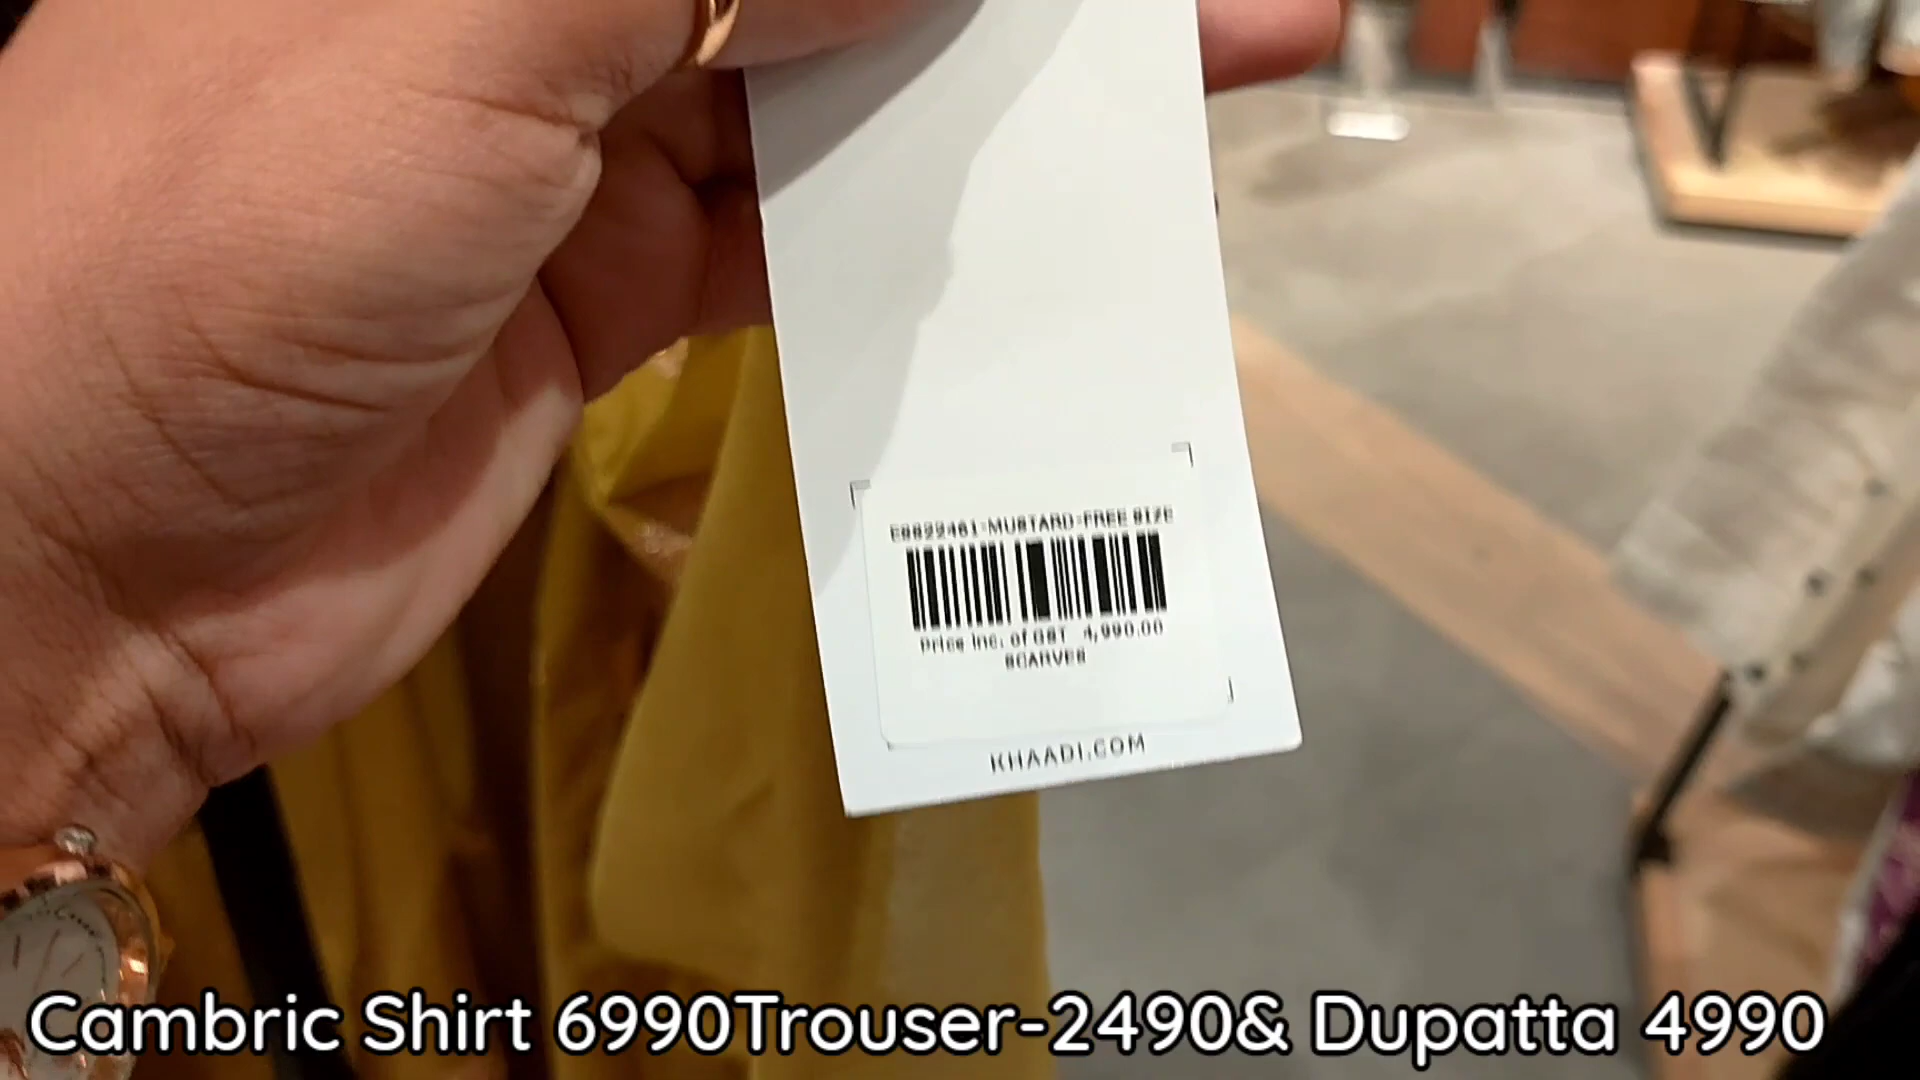 E8822461-MUSTARD-FREE SIZE
Price Inc. of GST 4,990.00
SCARVES
KHAADI.COM
Cambric Shirt 6990Trouser-2490& Dupatta 4990